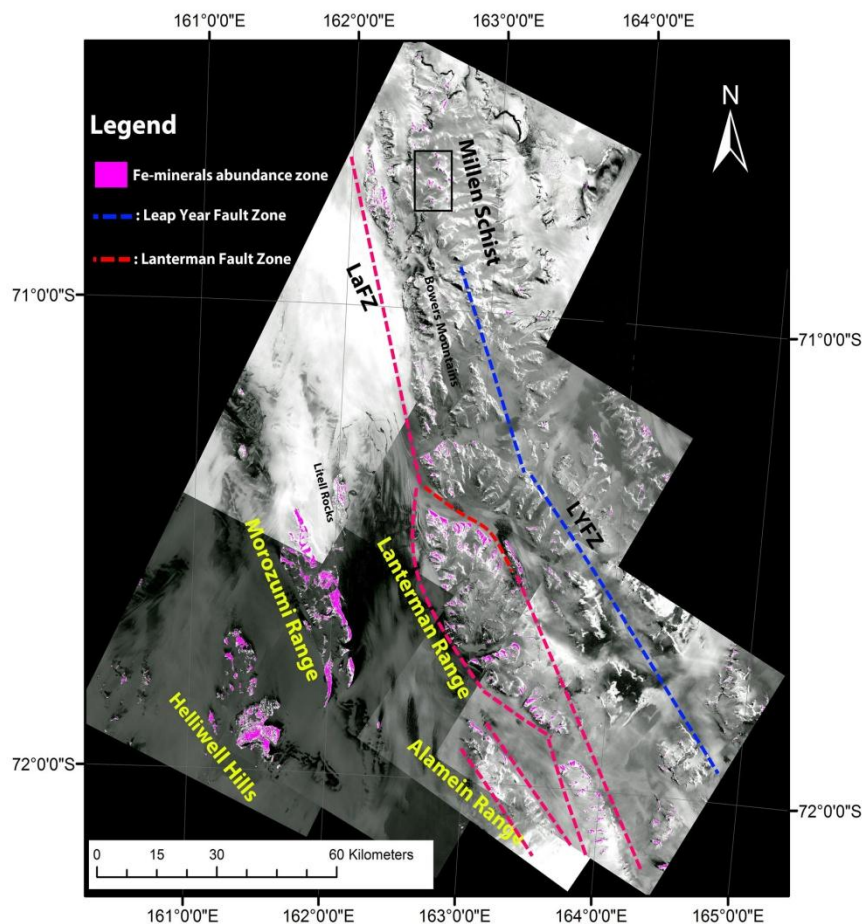 161°0'0"E
162°0'0"E
163°0'0"E
164°0'0"E
N
Legend
Fe-minerals abundance zone
: Leap Year Fault Zone
: Lanterman Fault Zone
Millen Schist
LaFZ
Bowers Mountains
71°0'0"S
71°0'0"S
Litell Rocks
LYFZ
Morozumi Range
Lanterman Range
Helliwell Hills
Alamein Range
72°0'0"S
72°0'0"S
0 15 30 60 Kilometers
161°0'0"E
162°0'0"E
163°0'0"E
164°0'0"E
165°0'0"E